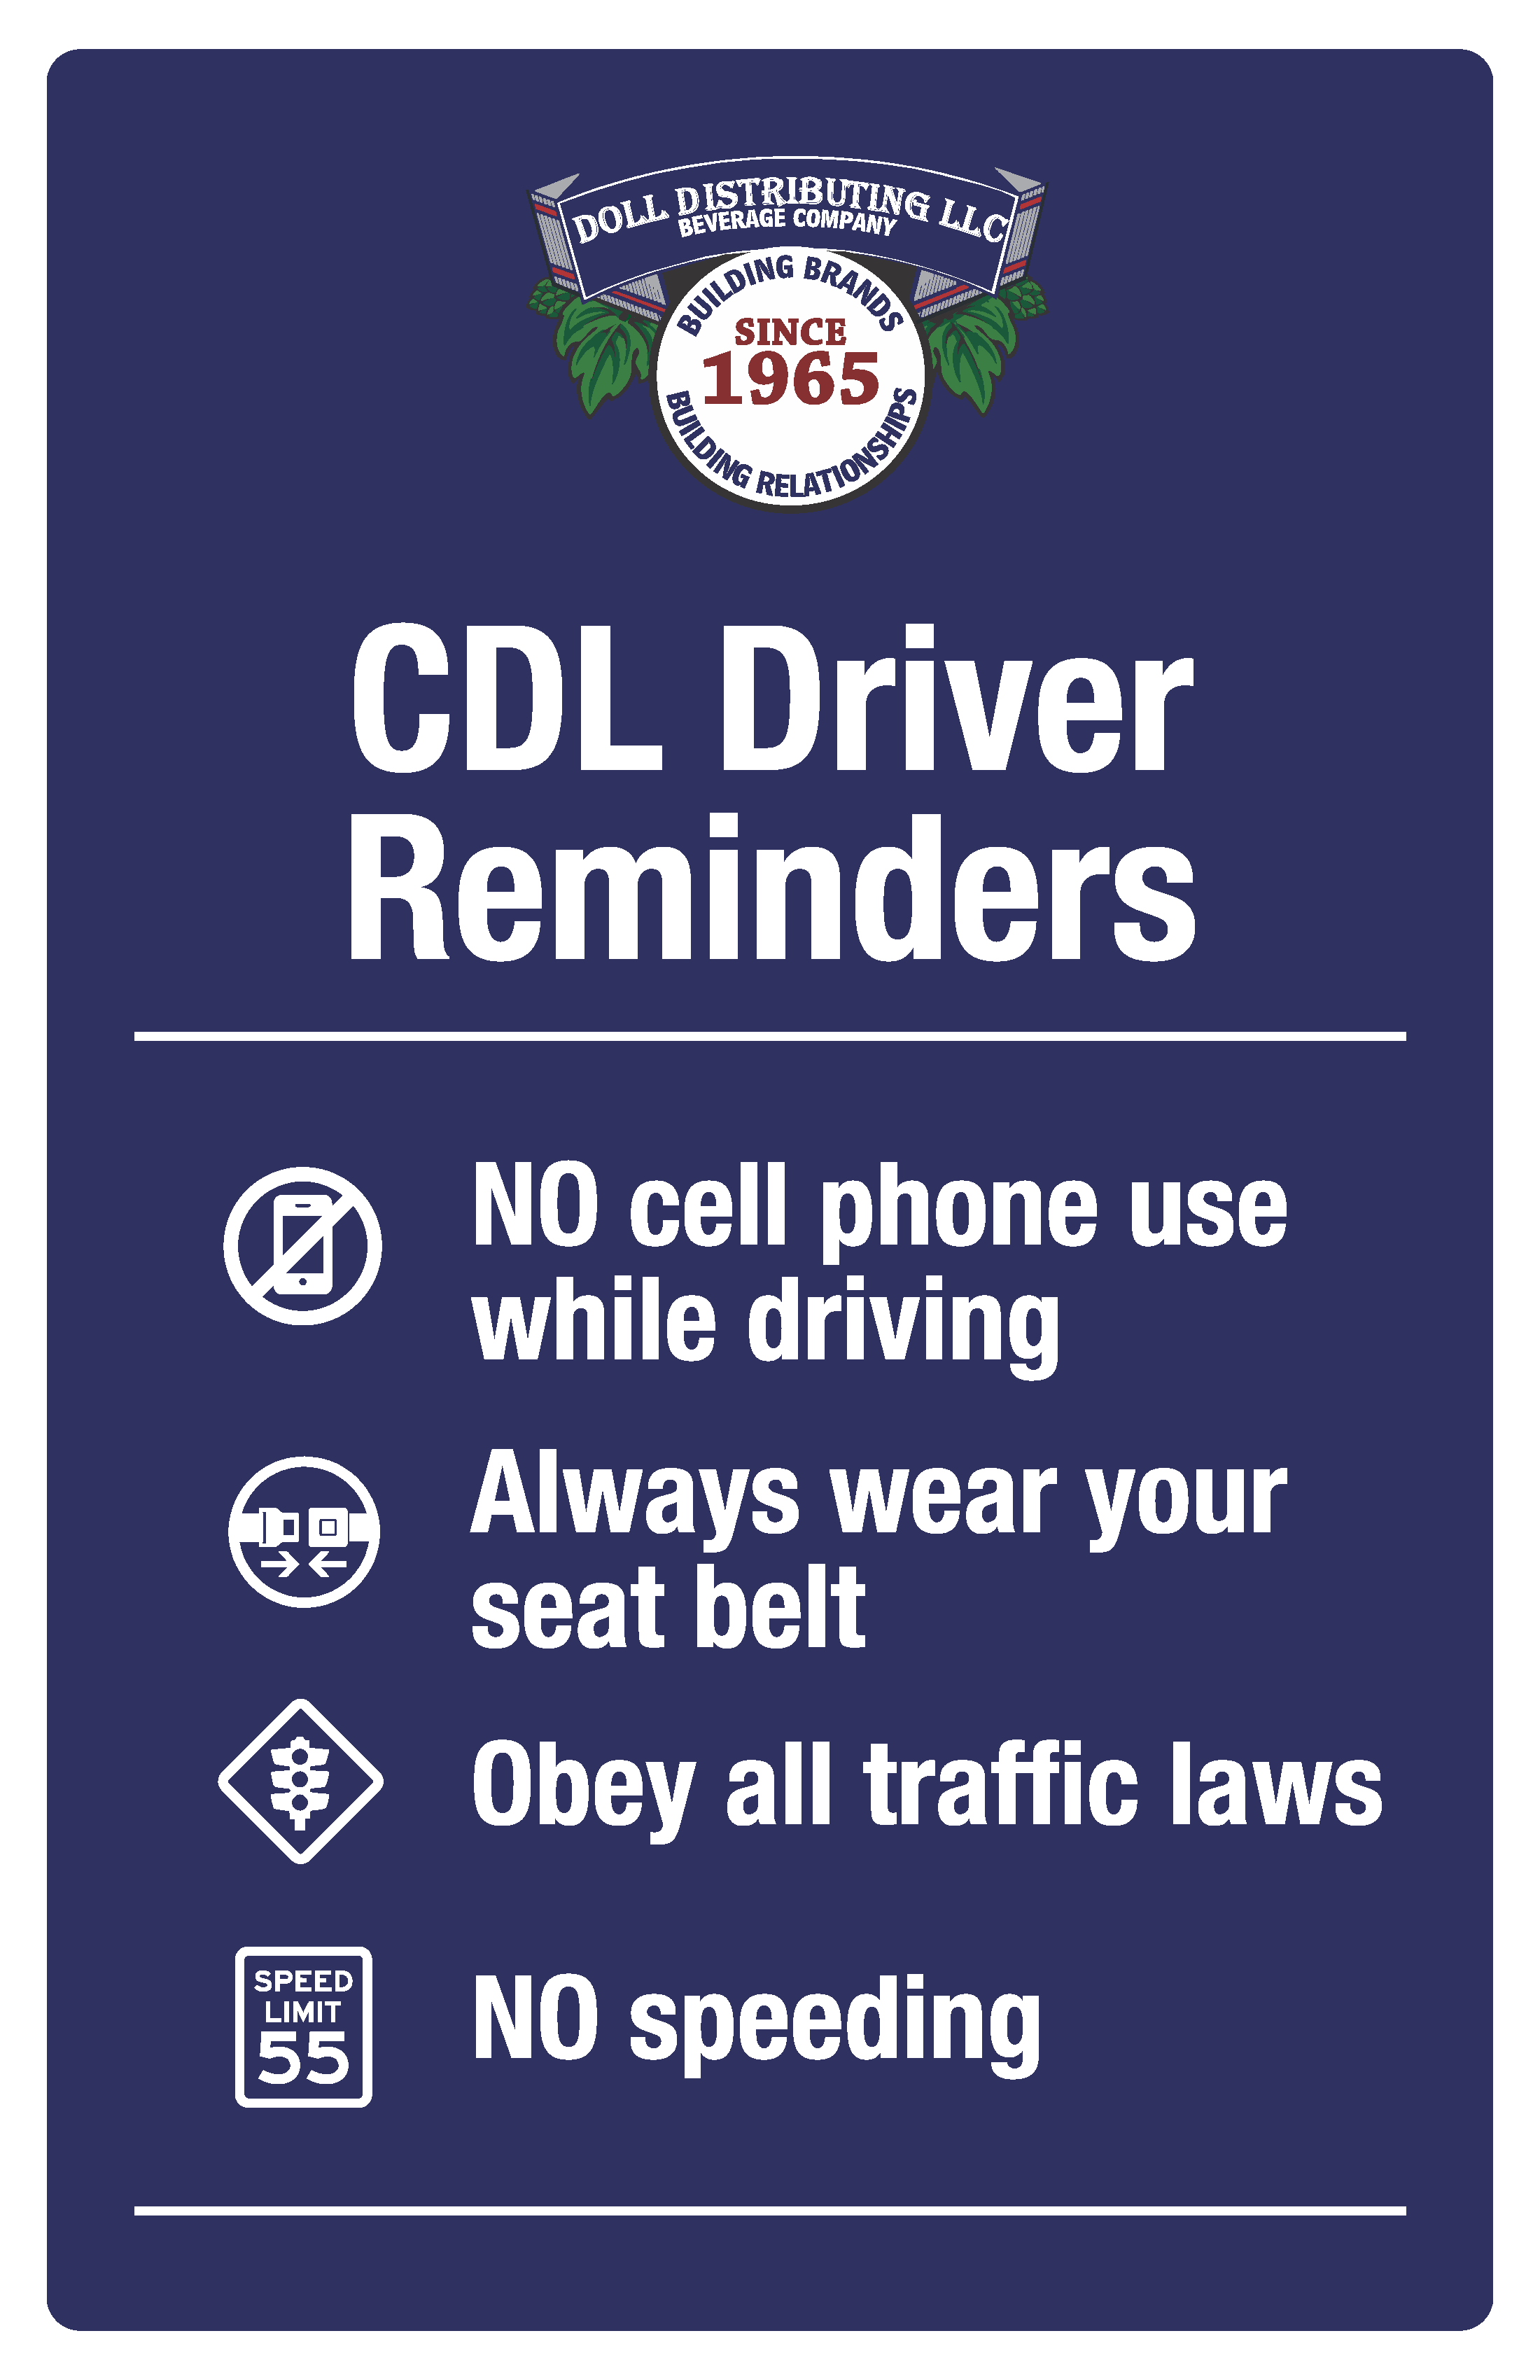 DOLL DISTRIBUTING LLC
BEVERAGE COMPANY
BUILDING BRANDS
SINCE
1965
BUILDING RELATIONSHIPS
CDL Driver
Reminders
NO cell phone use
while driving
Always wear your
seat belt
Obey all traffic laws
SPEED
LIMIT
55
NO speeding